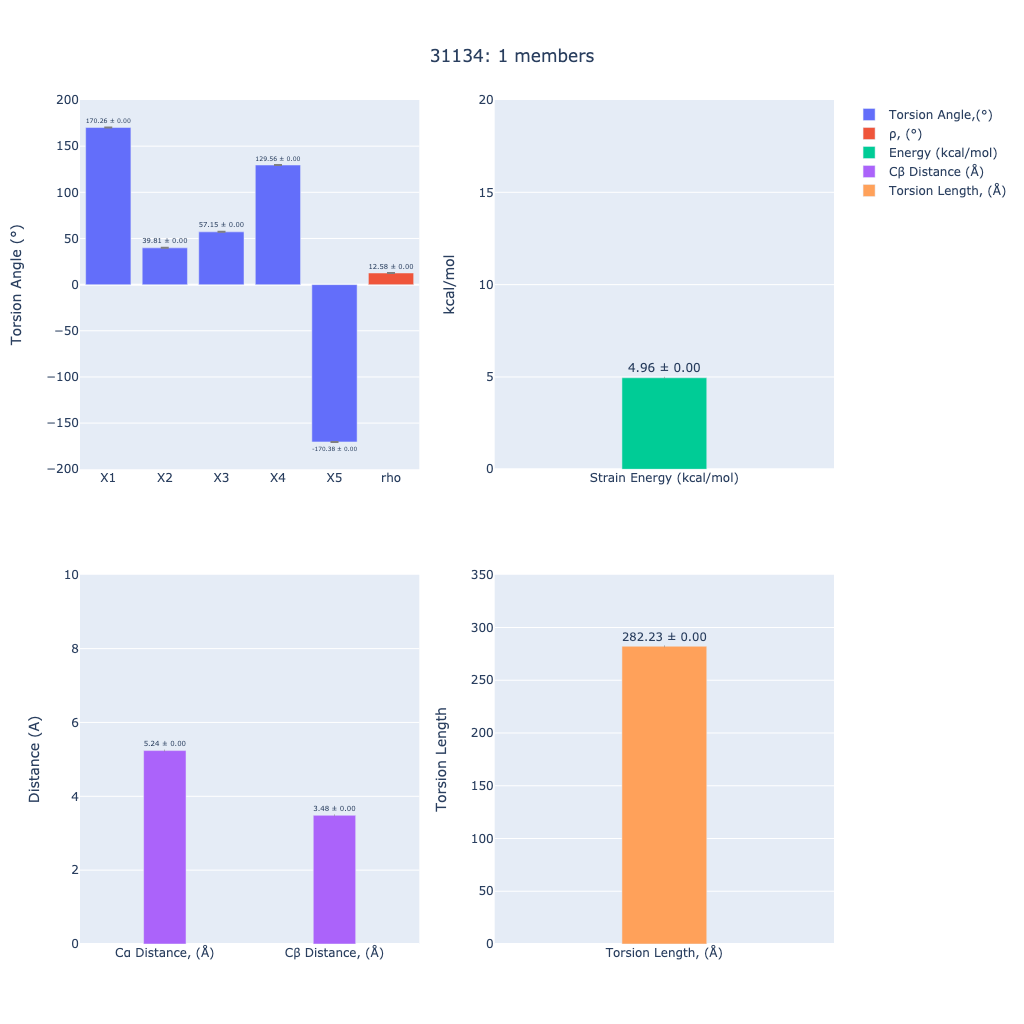 31134: 1 members
Torsion Angle (°)
200
150
100
50
0
−50
−100
−150
−200
170.26 ± 0.00
39.81 ± 0.00
57.15 ± 0.00
129.56 ± 0.00
-170.38 ± 0.00
12.58 ± 0.00
X1 X2 X3 X4 X5 rho
kcal/mol
20
15
10
5
0
4.96 ± 0.00
Strain Energy (kcal/mol)
Torsion Angle,(°)
ρ, (°)
Energy (kcal/mol)
Cβ Distance (Å)
Torsion Length, (Å)
Distance (A)
10
8
6
4
2
0
5.24 ± 0.00
3.48 ± 0.00
Cα Distance, (Å) Cβ Distance, (Å)
Torsion Length
350
300
250
200
150
100
50
0
282.23 ± 0.00
Torsion Length, (Å)